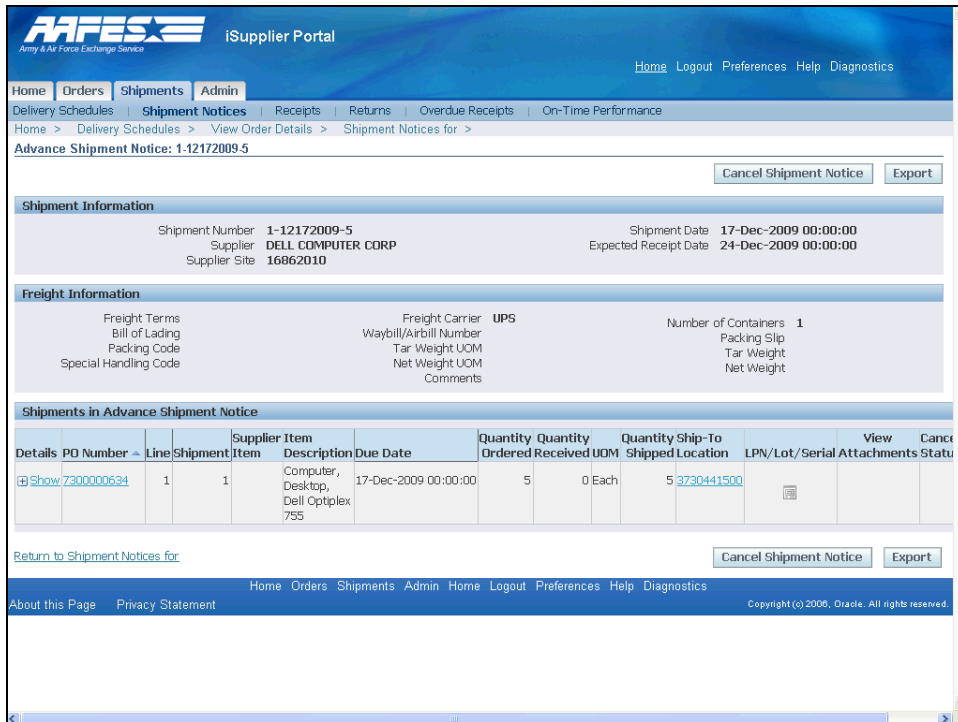 AAFES
Army & Air Force Exchange Service
iSupplier Portal
Home Logout Preferences Help Diagnostics
Home Orders Shipments Admin
Delivery Schedules | Shipment Notices | Receipts | Returns | Overdue Receipts | On-Time Performance
Home > Delivery Schedules > View Order Details > Shipment Notices for >
Advance Shipment Notice: 1-12172009-5
Cancel Shipment Notice Export
Shipment Information
Shipment Number 1-12172009-5 Shipment Date 17-Dec-2009 00:00:00
Supplier DELL COMPUTER CORP Expected Receipt Date 24-Dec-2009 00:00:00
Supplier Site 16862010
Freight Information
Freight Terms Freight Carrier UPS Number of Containers 1
Bill of Lading Waybill/Airbill Number Packing Slip
Packing Code Tar Weight UOM Tar Weight
Special Handling Code Net Weight UOM Net Weight
Comments
Shipments in Advance Shipment Notice
Supplier Item Quantity Quantity Quantity Ship-To View Cance
Details PO Number Line Shipment Item Description Due Date Ordered Received UOM Shipped Location LPN/Lot/Serial Attachments Statu
Computer,
Show 7300000634 1 1 Desktop, 17-Dec-2009 00:00:00 5 0 Each 5 3730441500
Dell Optiplex
755
Return to Shipment Notices for Cancel Shipment Notice Export
Home Orders Shipments Admin Home Logout Preferences Help Diagnostics
About this Page Privacy Statement Copyright (c) 2006, Oracle. All rights reserved.